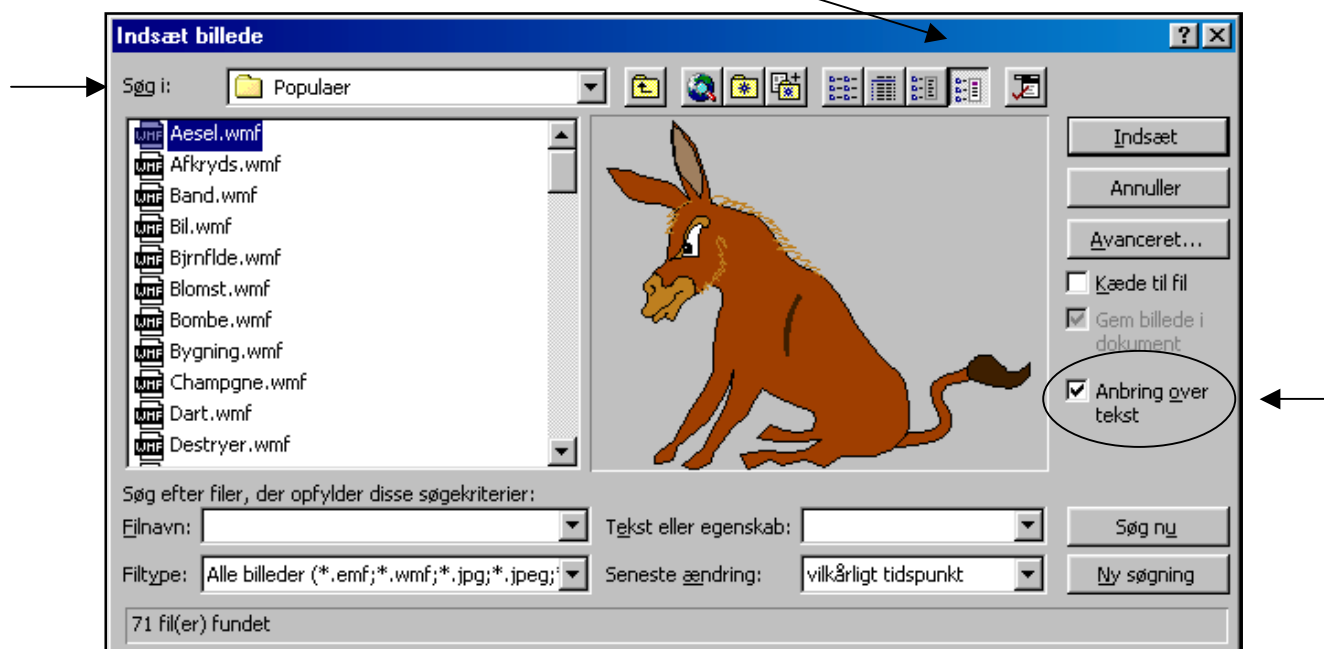 Indsæt billede
Søg i: Populaer
Aesel.wmf
Afkryds.wmf
Band.wmf
Bil.wmf
Bjrnflde.wmf
Blomst.wmf
Bombe.wmf
Bygning.wmf
Champgne.wmf
Dart.wmf
Destryer.wmf
Indsæt
Annuller
Avanceret...
Kæde til fil
Gem billede i
dokument
Anbring over
tekst
Søg efter filer, der opfylder disse søgekriterier:
Filnavn: Tekst eller egenskab: Søg nu
Filtype: Alle billeder (*.emf;*.wmf;*.jpg;*.jpeg;* Seneste ændring: vilkårligt tidspunkt Ny søgning
71 fil(er) fundet